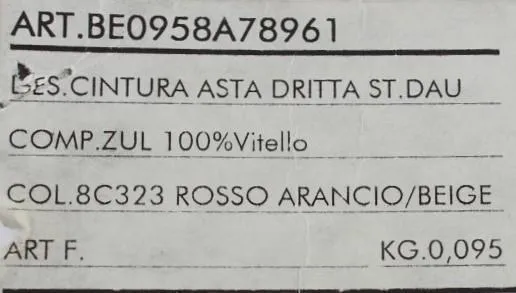 ART.BE0958A78961
DES.CINTURA ASTA DRITTA ST.DAU
COMP.ZUL 100%Vitello
COL.8C323 ROSSO ARANCIO/BEIGE
ART F. KG.0,095